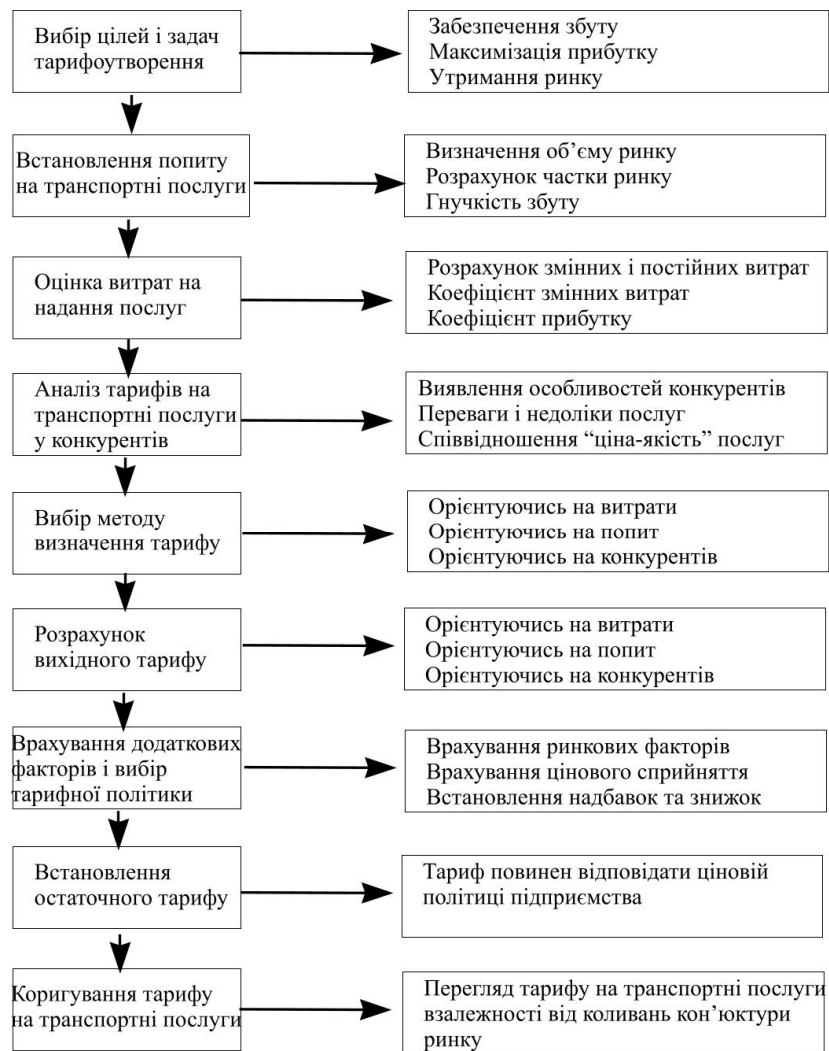 Вибір цілей і задач
тарифоутворення
Забезпечення збуту
Максимізація прибутку
Утримання ринку
Встановлення попиту
на транспортні послуги
Визначення об’єму ринку
Розрахунок частки ринку
Гнучкість збуту
Оцінка витрат на
надання послуг
Розрахунок змінних і постійних витрат
Коефіцієнт змінних витрат
Коефіцієнт прибутку
Аналіз тарифів на
транспортні послуги
у конкурентів
Виявлення особливостей конкурентів
Переваги і недоліки послуг
Співвідношення “ціна-якість” послуг
Вибір методу
визначення тарифу
Орієнтуючись на витрати
Орієнтуючись на попит
Орієнтуючись на конкурентів
Розрахунок
вихідного тарифу
Орієнтуючись на витрати
Орієнтуючись на попит
Орієнтуючись на конкурентів
Врахування додаткових
факторів і вибір
тарифної політики
Врахування ринкових факторів
Врахування цінового сприйняття
Встановлення надбавок та знижок
Встановлення
остаточного тарифу
Тариф повинен відповідати ціновій
політиці підприємства
Коригування тарифу
на транспортні послуги
Перегляд тарифу на транспортні послуги
взалежності від коливань кон’юктури
ринку